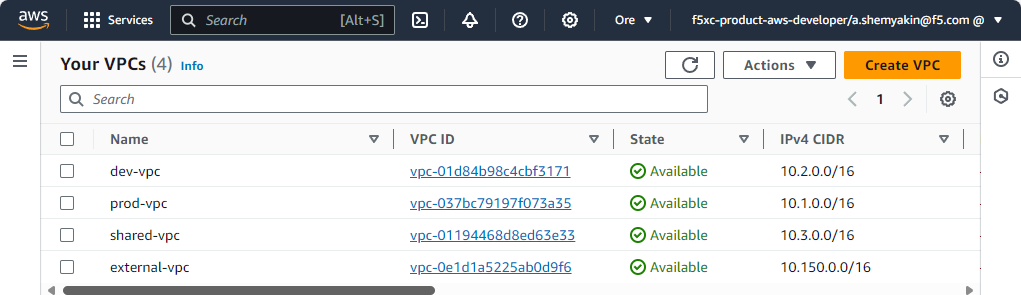 aws Services Search [Alt+S] Ore f5xc-product-aws-developer/a.shemyakin@f5.com @
Your VPCs (4) Info Actions Create VPC
Search 1
Name VPC ID State IPv4 CIDR
dev-vpc vpc-01d84b98c4cbf3171 Available 10.2.0.0/16
prod-vpc vpc-037bc79197f073a35 Available 10.1.0.0/16
shared-vpc vpc-01194468d8ed63e33 Available 10.3.0.0/16
external-vpc vpc-0e1d1a5225ab0d9f6 Available 10.150.0.0/16